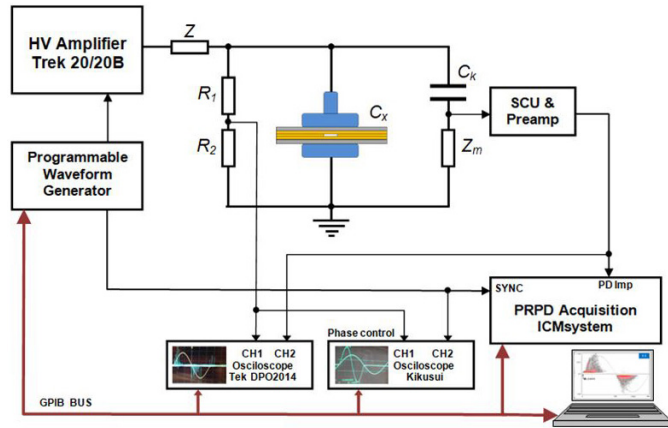 HV Amplifier
Trek 20/20B
Z
R1
R2
Cx
Ck
Zm
SCU &
Preamp
Programmable
Waveform
Generator
SYNC
PD Imp
PRPD Acquisition
ICMsystem
Phase control
CH1 CH2
Osciloscope
Tek DPO2014
CH1 CH2
Osciloscope
Kikusui
GPIB BUS